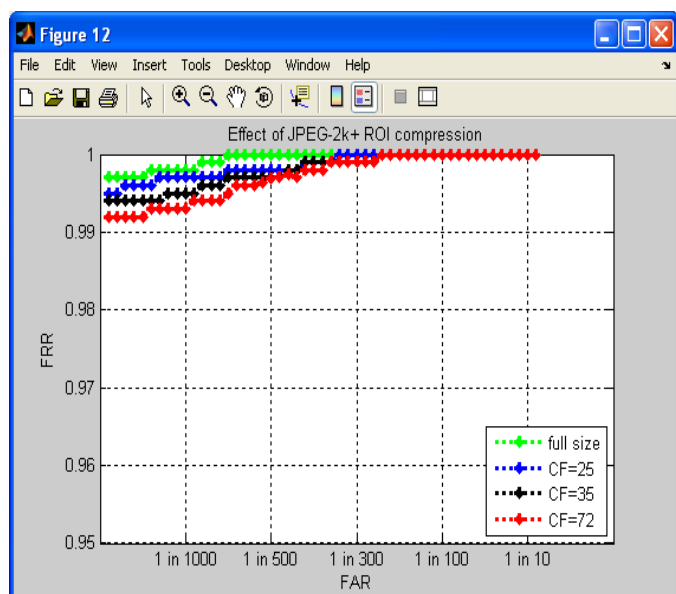 Figure 12
File Edit View Insert Tools Desktop Window Help
Effect of JPEG-2k+ ROI compression
1
0.99
0.98
0.97
0.96
0.95
FRR
full size
CF=25
CF=35
CF=72
1 in 1000 1 in 500 1 in 300 1 in 100 1 in 10
FAR